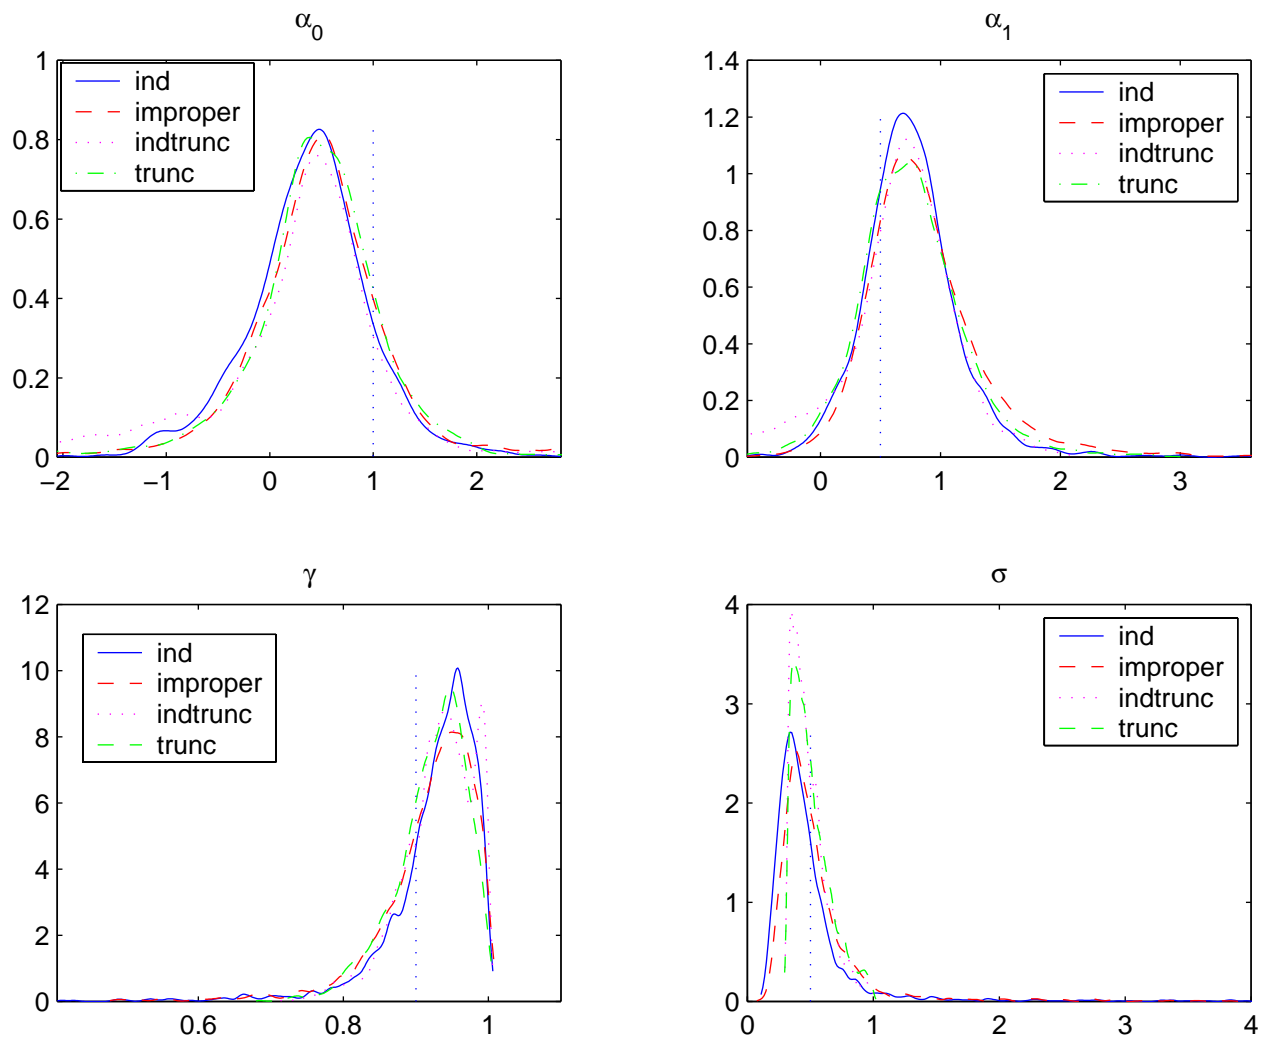 α0
1
0.8
0.6
0.4
0.2
0
−2
−1
0
1
2
ind
improper
indtrunc
trunc
α1
1.4
1.2
1
0.8
0.6
0.4
0.2
0
0
1
2
3
ind
improper
indtrunc
trunc
γ
12
10
8
6
4
2
0
0.6
0.8
1
ind
improper
indtrunc
trunc
σ
4
3
2
1
0
0
1
2
3
4
ind
improper
indtrunc
trunc